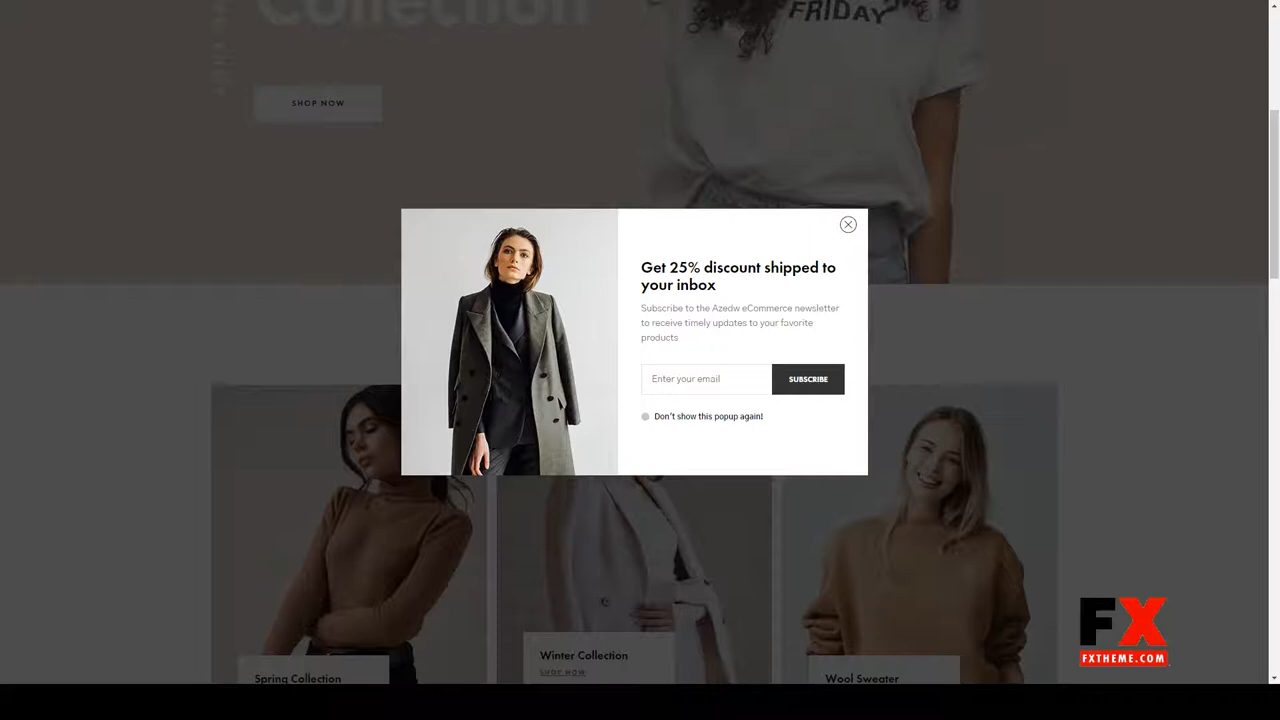 Collection
FRIDAY
SHOP NOW
Get 25% discount shipped to
your inbox
Subscribe to the Azedw eCommerce newsletter
to receive timely updates to your favorite
products
Enter your email
SUBSCRIBE
Don't show this popup again!
Spring Collection
Winter Collection
SHOP NOW
Wool Sweater
FX
FXTHEME.COM